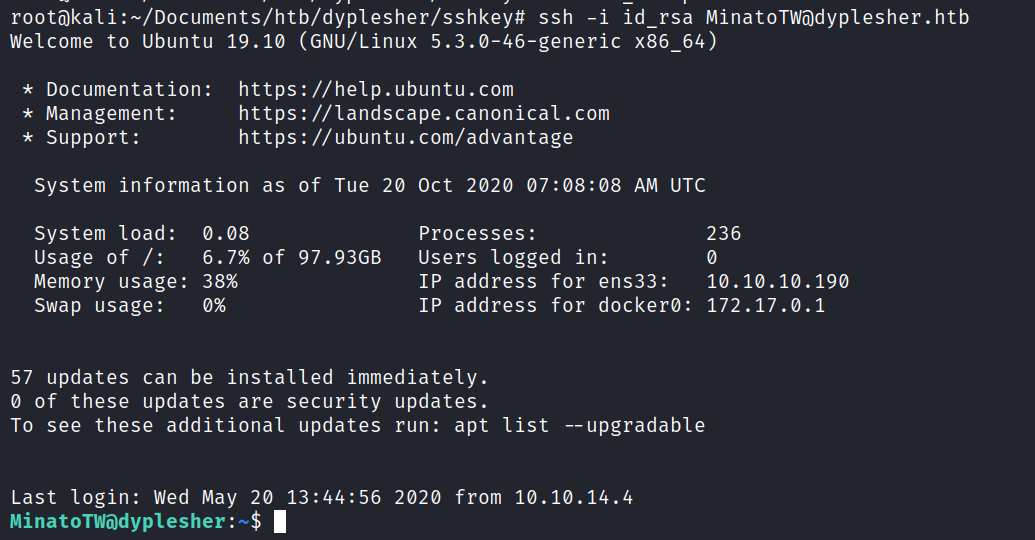 root@kali:~/Documents/htb/dyplesher/sshkey# ssh -i id_rsa MinatoTW@dyplesher.htb
Welcome to Ubuntu 19.10 (GNU/Linux 5.3.0-46-generic x86_64)
* Documentation:  https://help.ubuntu.com
* Management:     https://landscape.canonical.com
* Support:        https://ubuntu.com/advantage
System information as of Tue 20 Oct 2020 07:08:08 AM UTC
System load:  0.08              Processes:              236
Usage of /:   6.7% of 97.93GB   Users logged in:        0
Memory usage: 38%               IP address for ens33:   10.10.10.190
Swap usage:   0%                IP address for docker0: 172.17.0.1
57 updates can be installed immediately.
0 of these updates are security updates.
To see these additional updates run: apt list --upgradable
Last login: Wed May 20 13:44:56 2020 from 10.10.14.4
MinatoTW@dyplesher:~$